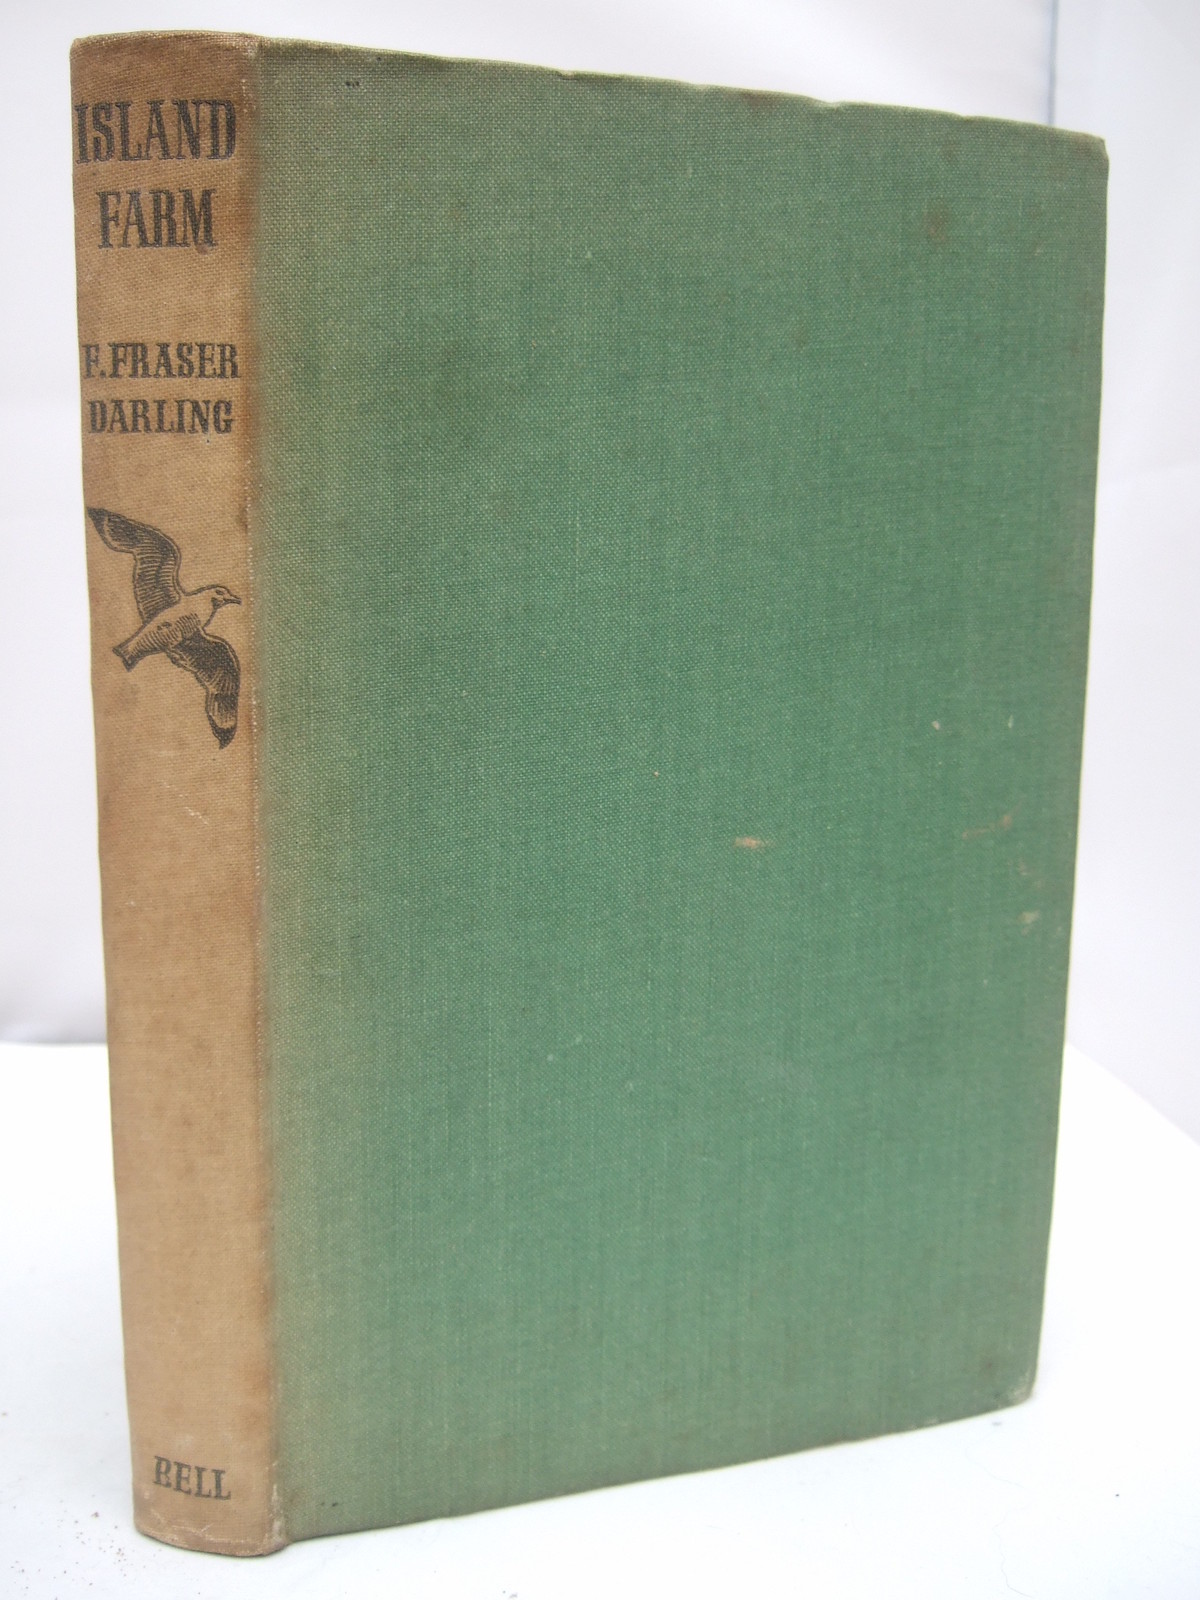 ISLAND
FARM
F. FRASER
DARLING
BELL